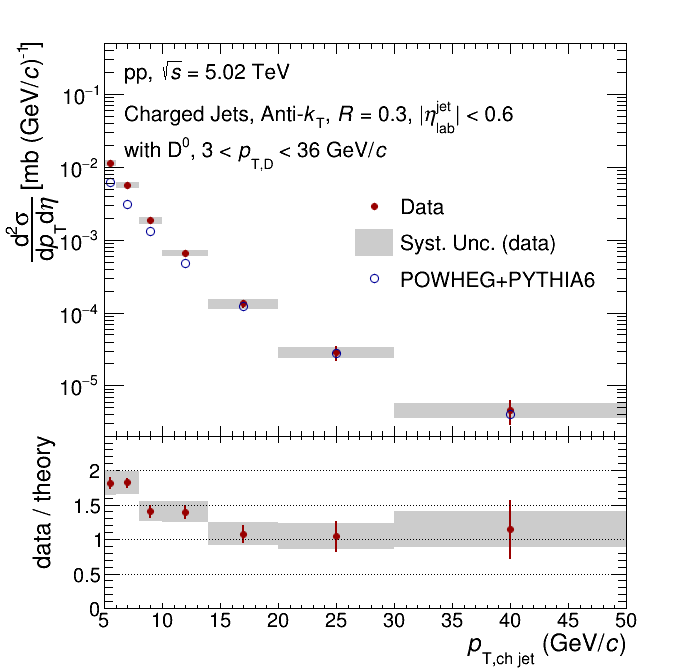 pp, √s = 5.02 TeV
Charged Jets, Anti-kT, R = 0.3, |η^jet_lab| < 0.6
with D⁰, 3 < pT,D < 36 GeV/c
d²σ/dpTdη [mb (GeV/c)⁻¹]
10⁻¹
10⁻²
10⁻³
10⁻⁴
10⁻⁵
Data
Syst. Unc. (data)
POWHEG+PYTHIA6
data / theory
2
1.5
1
0.5
0
5 10 15 20 25 30 35 40 45 50
pT,ch jet (GeV/c)